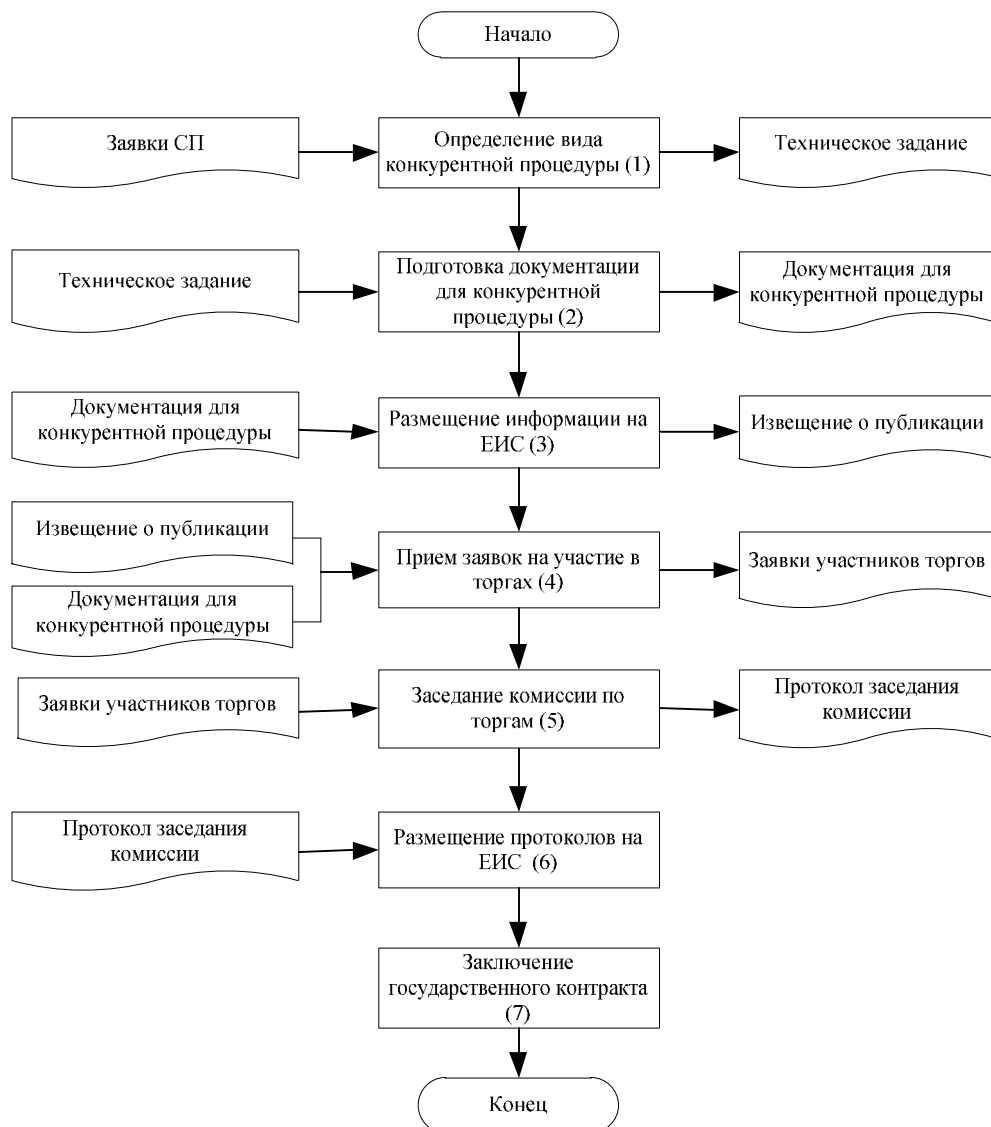 Начало
Заявки СП
Определение вида
конкурентной процедуры (1)
Техническое задание
Техническое задание
Подготовка документации
для конкурентной
процедуры (2)
Документация для
конкурентной процедуры
Документация для
конкурентной процедуры
Размещение информации на
ЕИС (3)
Извещение о публикации
Извещение о публикации
Документация для
конкурентной процедуры
Прием заявок на участие в
торгах (4)
Заявки участников торгов
Заявки участников торгов
Заседание комиссии по
торгам (5)
Протокол заседания
комиссии
Протокол заседания
комиссии
Размещение протоколов на
ЕИС (6)
Заключение
государственного контракта
(7)
Конец